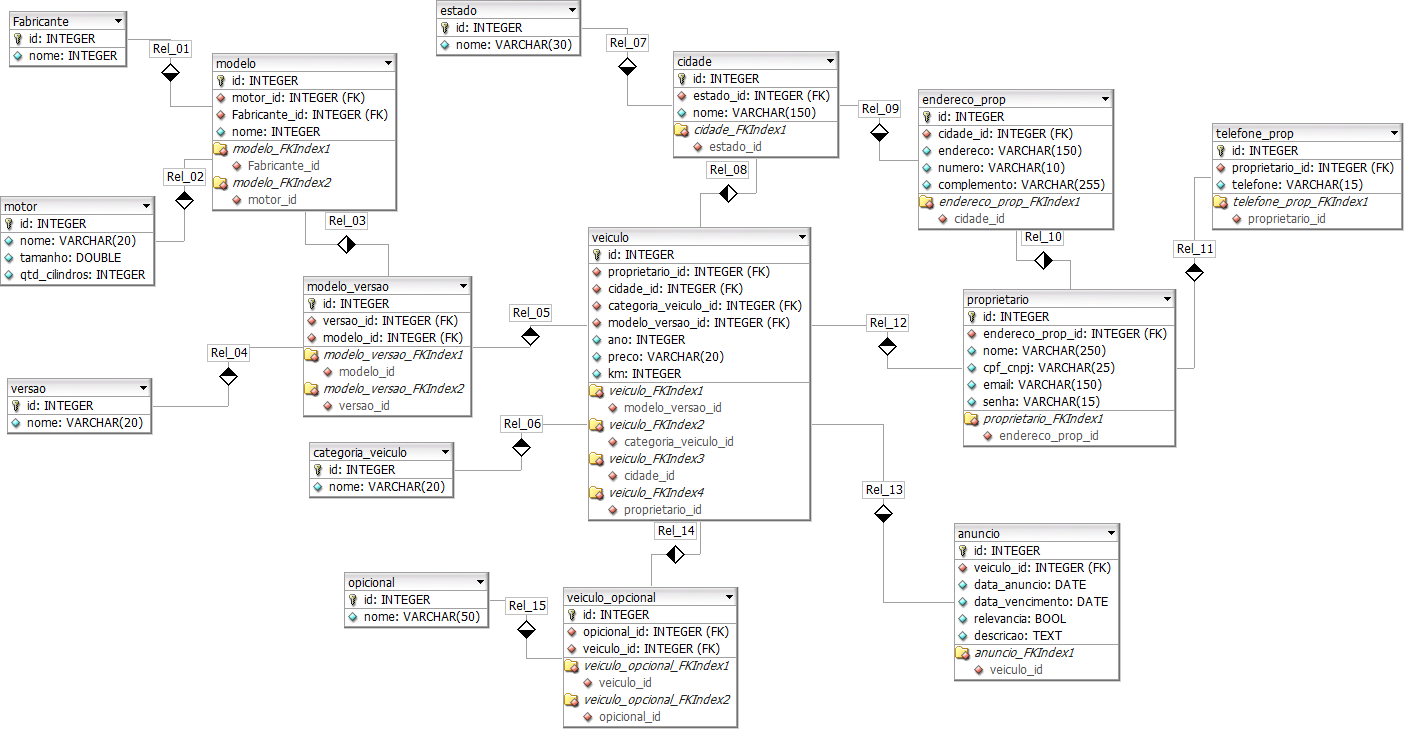 Fabricante
id: INTEGER
nome: INTEGER
Rel_01
modelo
id: INTEGER
motor_id: INTEGER (FK)
Fabricante_id: INTEGER (FK)
nome: INTEGER
modelo_FKIndex1
Fabricante_id
modelo_FKIndex2
motor_id
Rel_02
motor
id: INTEGER
nome: VARCHAR(20)
tamanho: DOUBLE
qtd_cilindros: INTEGER
Rel_03
estado
id: INTEGER
nome: VARCHAR(30)
Rel_07
cidade
id: INTEGER
estado_id: INTEGER (FK)
nome: VARCHAR(150)
cidade_FKIndex1
estado_id
Rel_08
Rel_09
endereco_prop
id: INTEGER
cidade_id: INTEGER (FK)
endereco: VARCHAR(150)
numero: VARCHAR(10)
complemento: VARCHAR(255)
endereco_prop_FKIndex1
cidade_id
Rel_10
telefone_prop
id: INTEGER
proprietario_id: INTEGER (FK)
telefone: VARCHAR(15)
telefone_prop_FKIndex1
proprietario_id
Rel_11
modelo_versao
id: INTEGER
versao_id: INTEGER (FK)
modelo_id: INTEGER (FK)
modelo_versao_FKIndex1
modelo_id
modelo_versao_FKIndex2
versao_id
Rel_04
versao
id: INTEGER
nome: VARCHAR(20)
Rel_05
veiculo
id: INTEGER
proprietario_id: INTEGER (FK)
cidade_id: INTEGER (FK)
categoria_veiculo_id: INTEGER (FK)
modelo_versao_id: INTEGER (FK)
ano: INTEGER
preco: VARCHAR(20)
km: INTEGER
veiculo_FKIndex1
modelo_versao_id
veiculo_FKIndex2
categoria_veiculo_id
veiculo_FKIndex3
cidade_id
veiculo_FKIndex4
proprietario_id
Rel_12
proprietario
id: INTEGER
endereco_prop_id: INTEGER (FK)
nome: VARCHAR(250)
cpf_cnpj: VARCHAR(25)
email: VARCHAR(150)
senha: VARCHAR(15)
proprietario_FKIndex1
endereco_prop_id
Rel_06
categoria_veiculo
id: INTEGER
nome: VARCHAR(20)
Rel_13
anuncio
id: INTEGER
veiculo_id: INTEGER (FK)
data_anuncio: DATE
data_vencimento: DATE
relevancia: BOOL
descricao: TEXT
anuncio_FKIndex1
veiculo_id
Rel_14
opicional
id: INTEGER
nome: VARCHAR(50)
Rel_15
veiculo_opcional
id: INTEGER
opicional_id: INTEGER (FK)
veiculo_id: INTEGER (FK)
veiculo_opcional_FKIndex1
veiculo_id
veiculo_opcional_FKIndex2
opicional_id